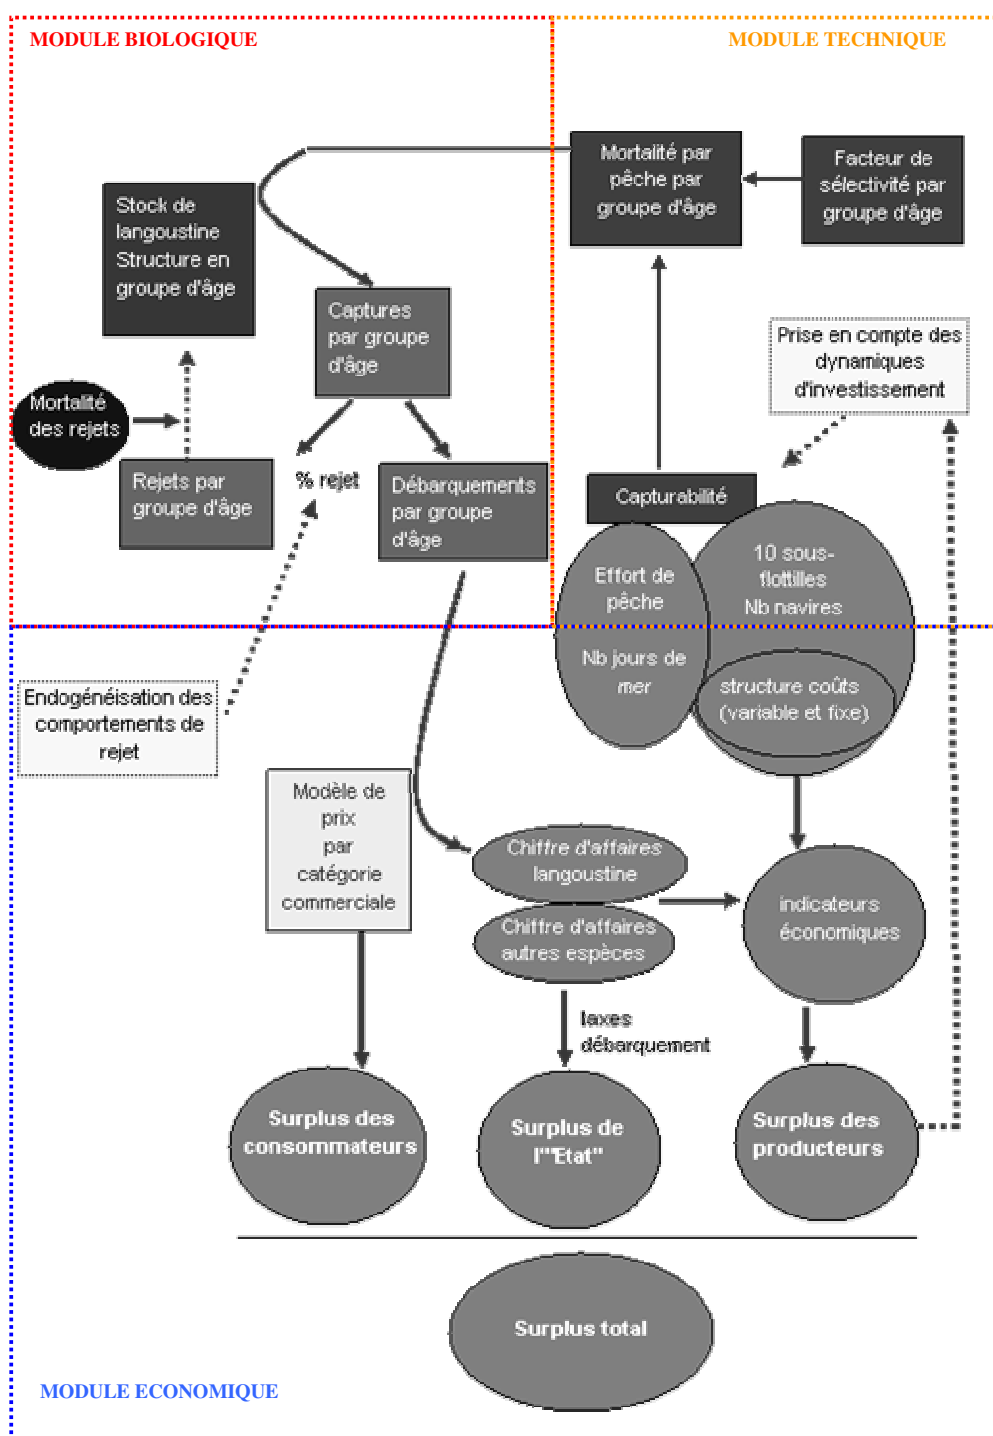 MODULE BIOLOGIQUE
MODULE TECHNIQUE
Mortalité par
pêche par
groupe d'âge
Facteur de
sélectivité par
groupe d'âge
Stock de
langoustine
Structure en
groupe d'âge
Captures
par groupe
d'âge
Prise en compte des
dynamiques
d'investissement
Mortalité
des rejets
Rejets par
groupe d'âge
% rejet
Débarquements
par groupe
d'âge
Capturabilité
Effort de
pêche
Nb jours de
mer
10 sous-
flottilles
Nb navires
structure coûts
(variable et fixe)
Endogénéisation des
comportements de
rejet
Modèle de
prix
par
catégorie
commerciale
Chiffre d'affaires
langoustine
Chiffre d'affaires
autres espèces
indicateurs
économiques
taxes
débarquement
Surplus des
consommateurs
Surplus de
l'"Etat"
Surplus des
producteurs
Surplus total
MODULE ECONOMIQUE